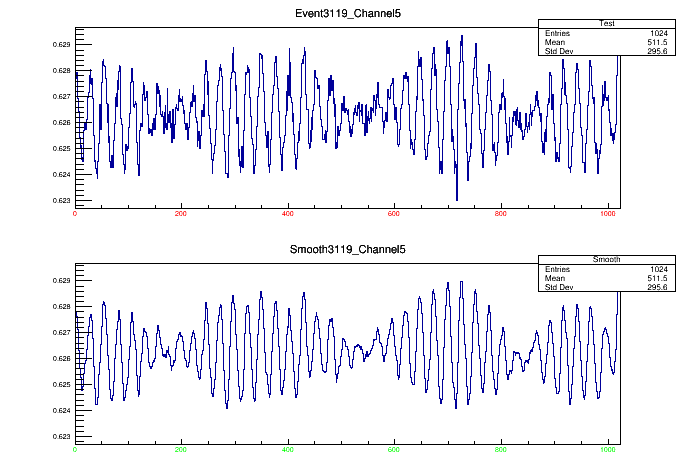 Event3119_Channel5
Test
Entries 1024
Mean 511.5
Std Dev 295.6
0.629
0.628
0.627
0.626
0.625
0.624
0.623
0 200 400 600 800 1000
Smooth3119_Channel5
Smooth
Entries 1024
Mean 511.5
Std Dev 295.6
0.629
0.628
0.627
0.626
0.625
0.624
0.623
0 200 400 600 800 1000